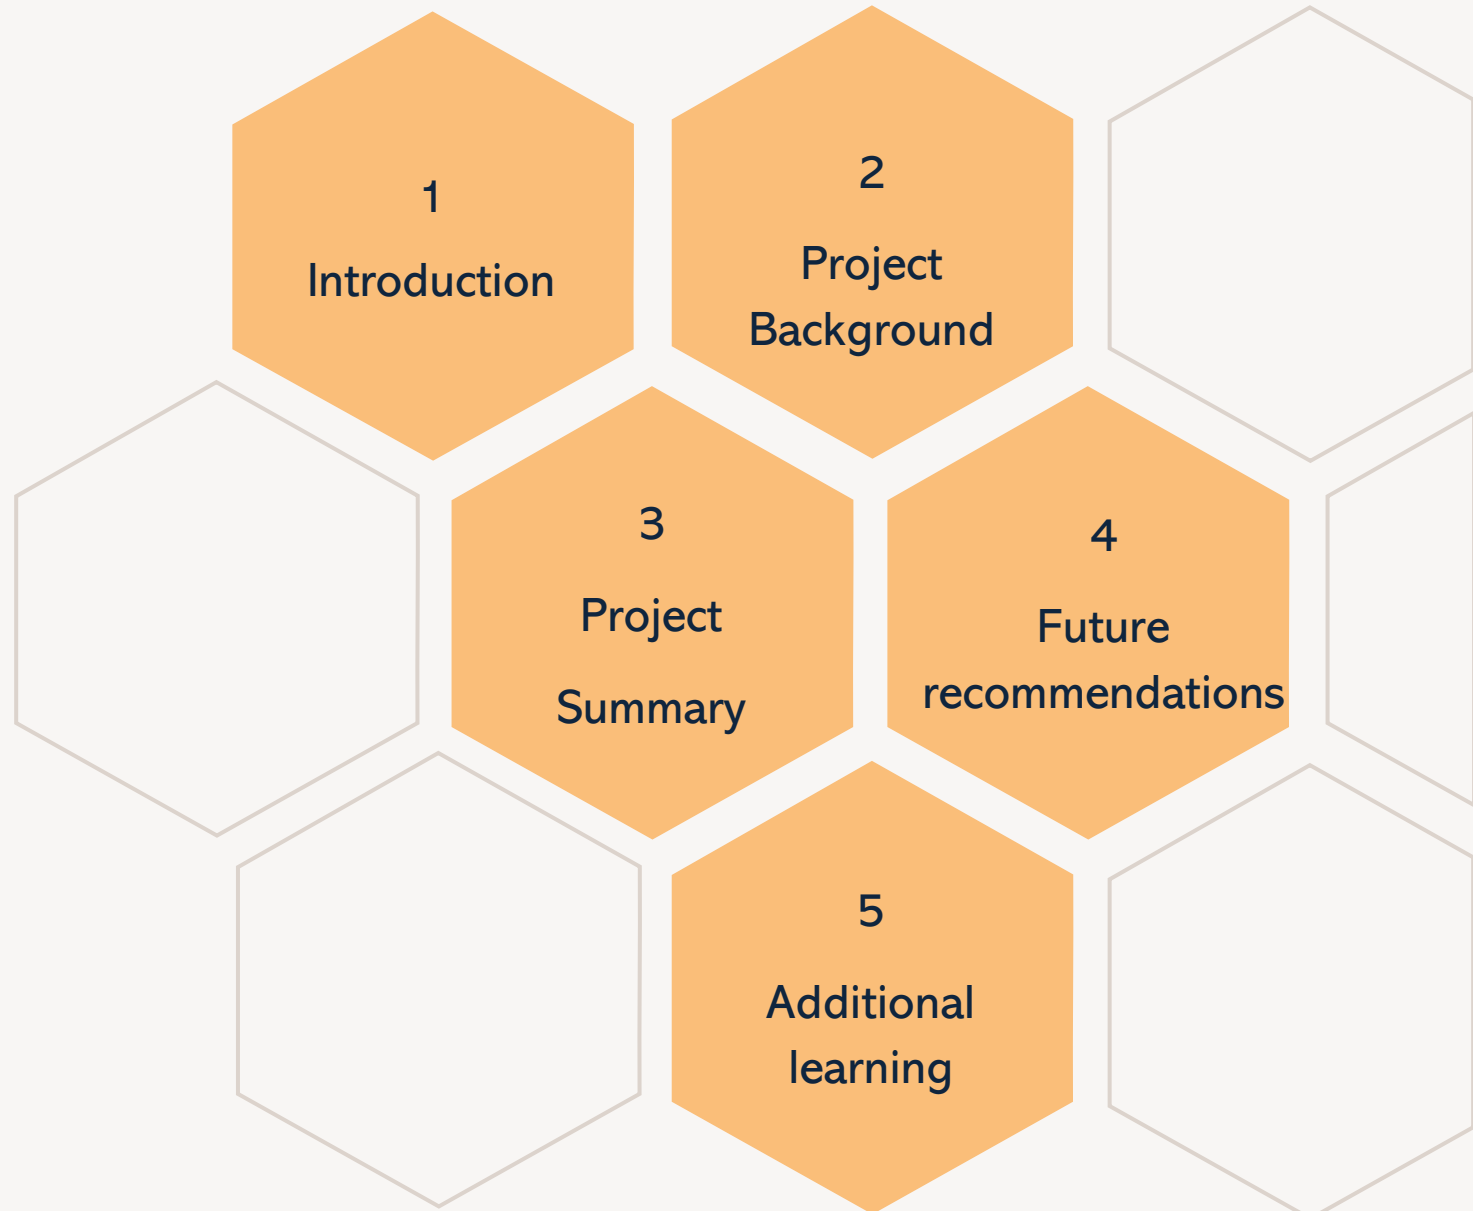 1
Introduction
2
Project
Background
3
Project
Summary
4
Future
recommendations
5
Additional
learning